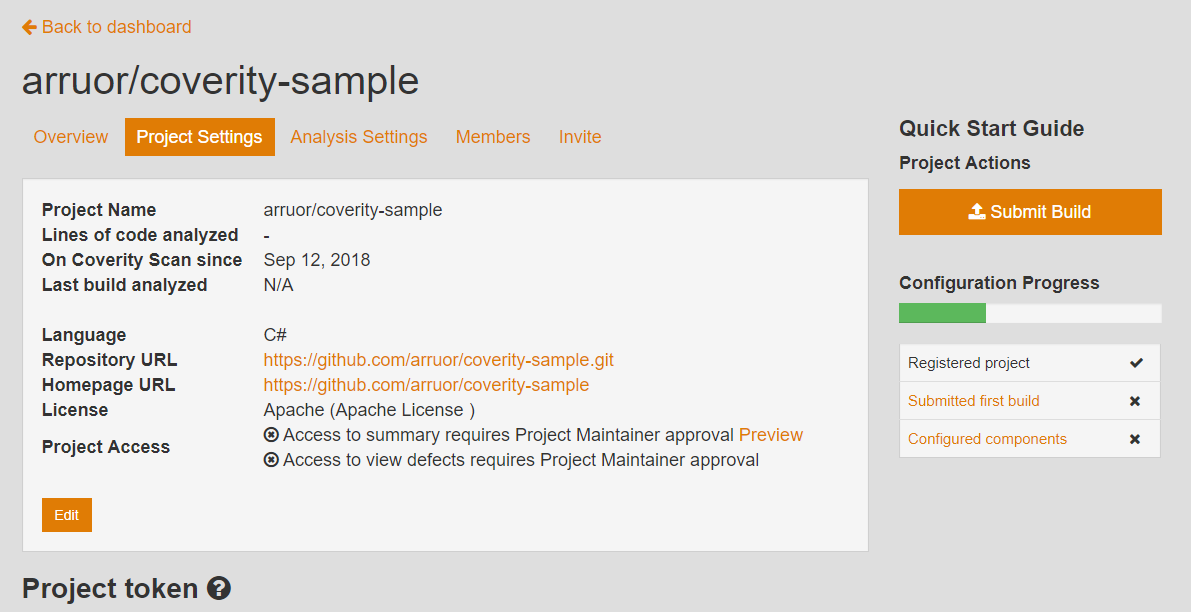 Back to dashboard
arruor/coverity-sample
Overview Project Settings Analysis Settings Members Invite
Project Name arruor/coverity-sample
Lines of code analyzed -
On Coverity Scan since Sep 12, 2018
Last build analyzed N/A
Language C#
Repository URL https://github.com/arruor/coverity-sample.git
Homepage URL https://github.com/arruor/coverity-sample
License Apache (Apache License )
Project Access
Access to summary requires Project Maintainer approval Preview
Access to view defects requires Project Maintainer approval
Edit
Project token ?
Quick Start Guide
Project Actions
Submit Build
Configuration Progress
Registered project
Submitted first build
Configured components